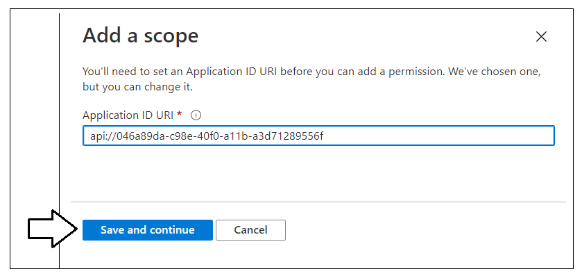 Add a scope
You'll need to set an Application ID URI before you can add a permission. We've chosen one,
but you can change it.
Application ID URI *
api://046a89da-c98e-40f0-a11b-a3d71289556f
Save and continue Cancel